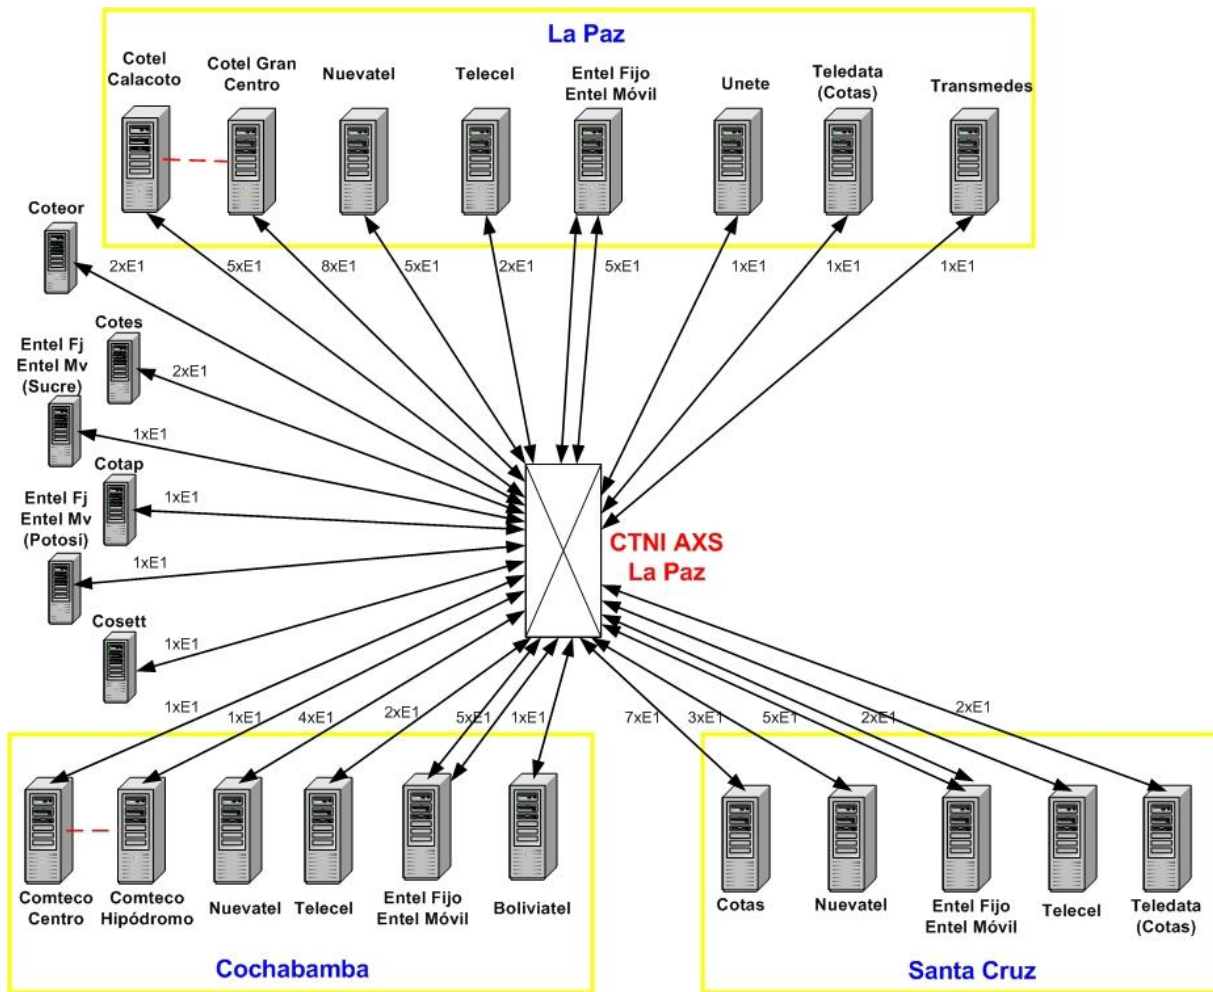 La Paz
Cotel
Calacoto
Cotel Gran
Centro
Nuevatel
Telecel
Entel Fijo
Entel Móvil
Unete
Teledata
(Cotas)
Transmedes
Coteor
2xE1
5xE1
8xE1
5xE1
2xE1
5xE1
1xE1
1xE1
1xE1
Cotes
Entel Fj
Entel Mv
(Sucre)
2xE1
1xE1
Cotap
Entel Fj
Entel Mv
(Potosí)
1xE1
1xE1
CTNI AXS
La Paz
Cosett
1xE1
1xE1
1xE1
4xE1
2xE1
5xE1
1xE1
7xE1
3xE1
5xE1
2xE1
2xE1
Comteco
Centro
Comteco
Hipódromo
Nuevatel
Telecel
Entel Fijo
Entel Móvil
Boliviatel
Cochabamba
Cotas
Nuevatel
Entel Fijo
Entel Móvil
Telecel
Teledata
(Cotas)
Santa Cruz